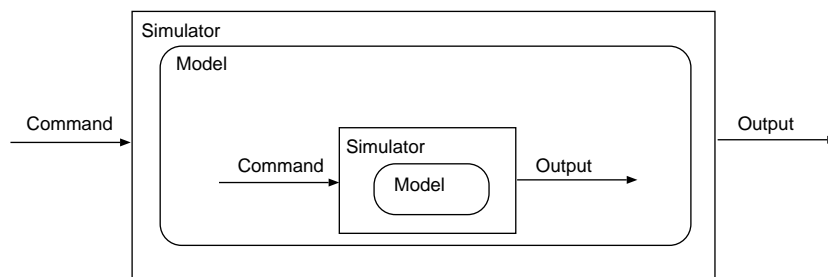 Simulator
Model
Command
Output
Simulator
Command
Output
Model